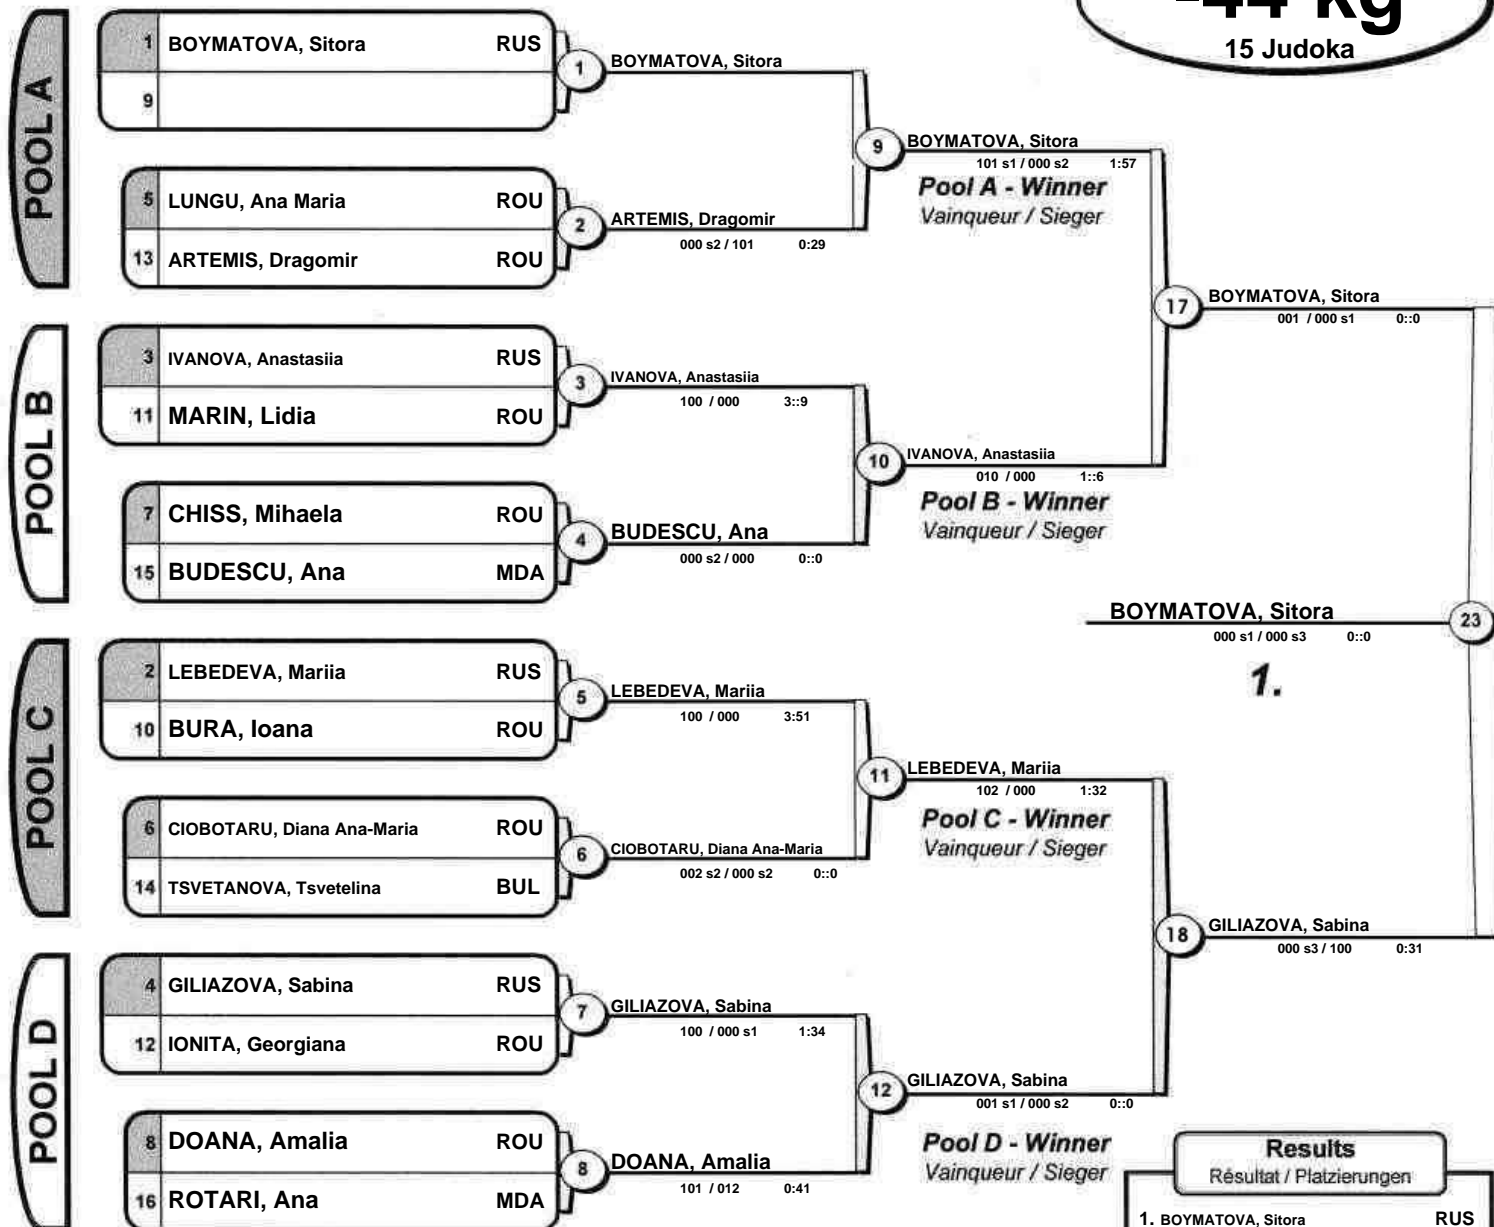 -44 kg
15 Judoka
POOL A
1 BOYMATOVA, Sitora RUS
9
1 BOYMATOVA, Sitora
5 LUNGU, Ana Maria ROU
13 ARTEMIS, Dragomir ROU
2 ARTEMIS, Dragomir
000 s2 / 101 0:29
9 BOYMATOVA, Sitora
101 s1 / 000 s2 1:57
Pool A - Winner
Vainqueur / Sieger
POOL B
3 IVANOVA, Anastasiia RUS
11 MARIN, Lidia ROU
3 IVANOVA, Anastasiia
100 / 000 3::9
7 CHISS, Mihaela ROU
15 BUDESCU, Ana MDA
4 BUDESCU, Ana
000 s2 / 000 0::0
10 IVANOVA, Anastasiia
010 / 000 1::6
Pool B - Winner
Vainqueur / Sieger
17 BOYMATOVA, Sitora
001 / 000 s1 0::0
BOYMATOVA, Sitora 23
000 s1 / 000 s3 0::0
1.
POOL C
2 LEBEDEVA, Mariia RUS
10 BURA, Ioana ROU
5 LEBEDEVA, Mariia
100 / 000 3:51
6 CIOBOTARU, Diana Ana-Maria ROU
14 TSVETANOVA, Tsvetelina BUL
6 CIOBOTARU, Diana Ana-Maria
002 s2 / 000 s2 0::0
11 LEBEDEVA, Mariia
102 / 000 1:32
Pool C - Winner
Vainqueur / Sieger
18 GILIAZOVA, Sabina
000 s3 / 100 0:31
POOL D
4 GILIAZOVA, Sabina RUS
12 IONITA, Georgiana ROU
7 GILIAZOVA, Sabina
100 / 000 s1 1:34
8 DOANA, Amalia ROU
16 ROTARI, Ana MDA
8 DOANA, Amalia
101 / 012 0:41
12 GILIAZOVA, Sabina
001 s1 / 000 s2 0::0
Pool D - Winner
Vainqueur / Sieger
Results
Résultat / Platzierungen
1. BOYMATOVA, Sitora RUS